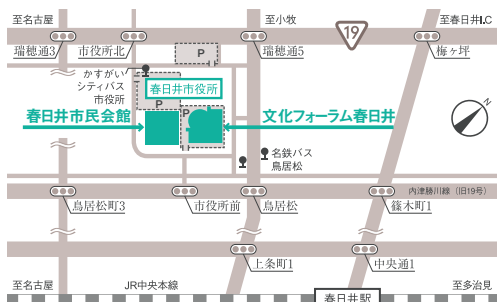 至名古屋
至小牧
至春日井I.C
19
瑞穂通3
市役所北
瑞穂通5
梅ヶ坪
P
かすがい
シティバス
市役所
春日井市役所
P
P
春日井市民会館
文化フォーラム春日井
名鉄バス
鳥居松
内津勝川線（旧19号）
鳥居松町3
市役所前
鳥居松
篠木町1
上条町1
中央通1
至名古屋
JR中央本線
春日井駅
至多治見